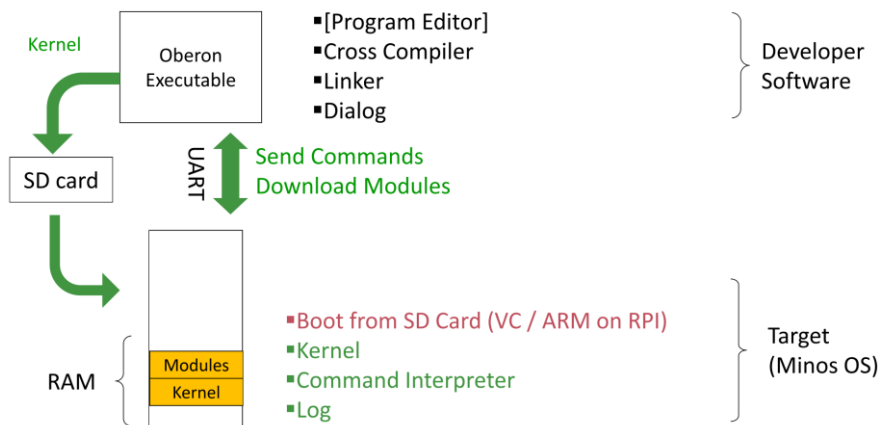 Kernel
Oberon
Executable
▪[Program Editor]
▪Cross Compiler
▪Linker
▪Dialog
Developer
Software
SD card
UART
Send Commands
Download Modules
▪Boot from SD Card (VC / ARM on RPI)
▪Kernel
▪Command Interpreter
▪Log
RAM
Modules
Kernel
Target
(Minos OS)